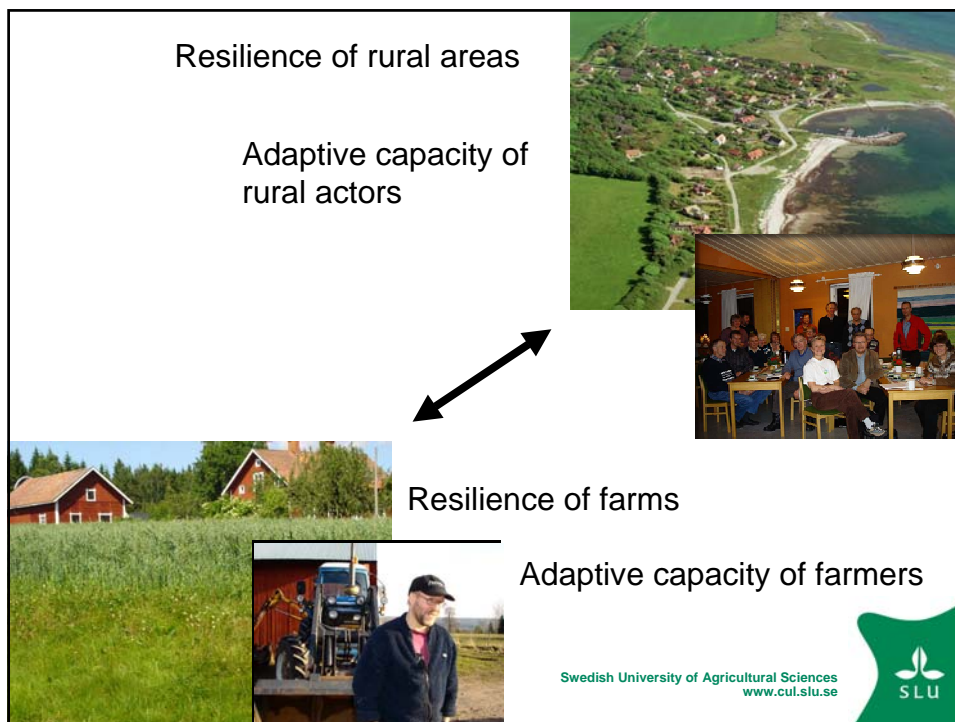 Resilience of rural areas
Adaptive capacity of
rural actors
Resilience of farms
Adaptive capacity of farmers
Swedish University of Agricultural Sciences
www.cul.slu.se
SLU